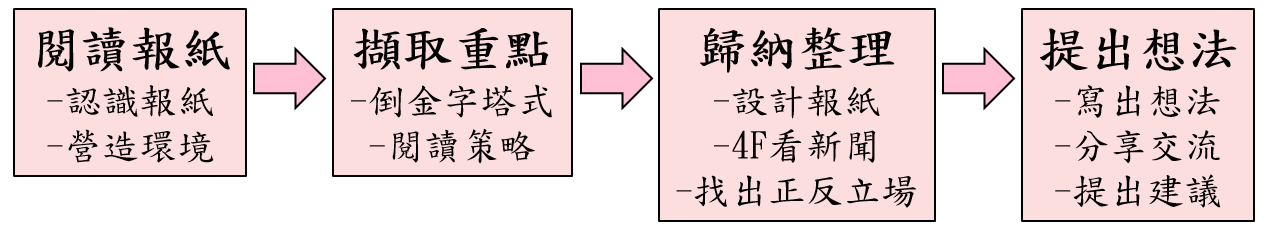 閱讀報紙
-認識報紙
-營造環境
擷取重點
-倒金字塔式
-閱讀策略
歸納整理
-設計報紙
-4F看新聞
-找出正反立場
提出想法
-寫出想法
-分享交流
-提出建議